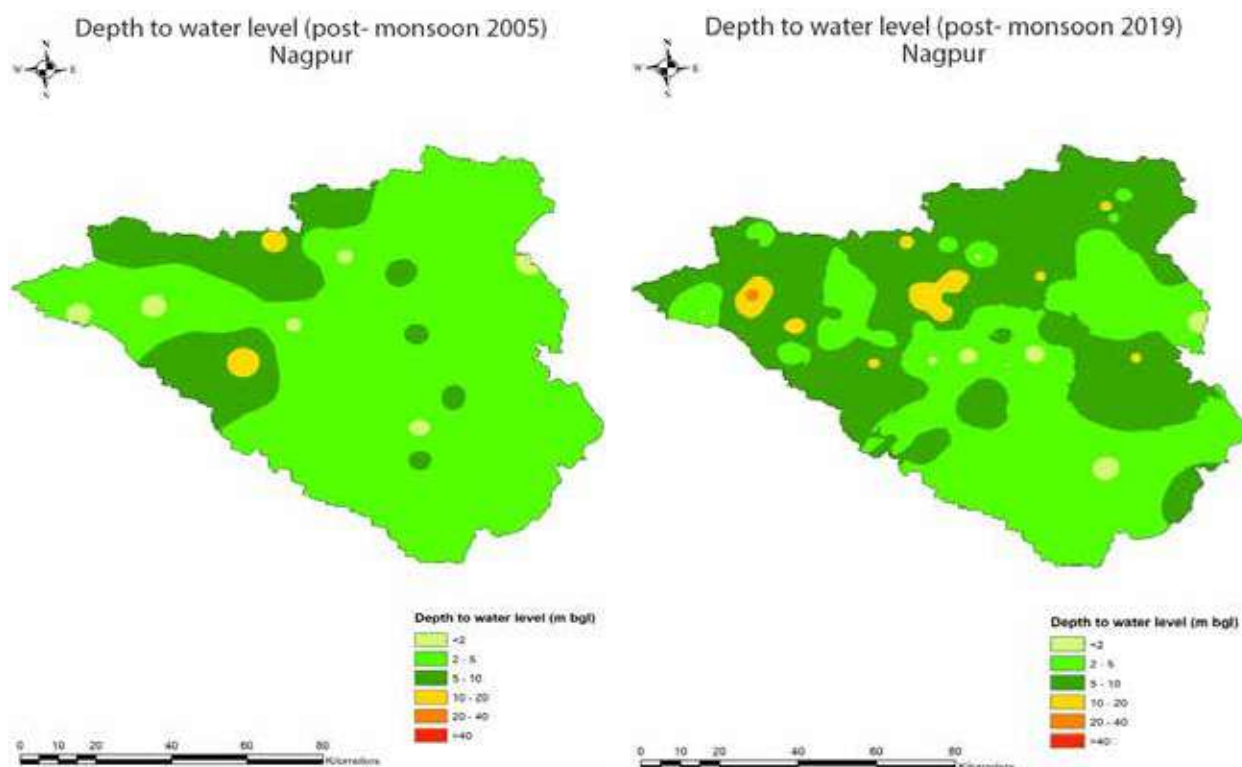 Depth to water level (post- monsoon 2005)
Nagpur
N
W E
S
Depth to water level (m bgl)
<2
2 - 5
5 - 10
10 - 20
20 - 40
>40
0 10 20 40 60 80
Kilometers
Depth to water level (post- monsoon 2019)
Nagpur
N
W E
S
Depth to water level (m bgl)
<2
2 - 5
5 - 10
10 - 20
20 - 40
>40
0 10 20 40 60 80
Kilometers